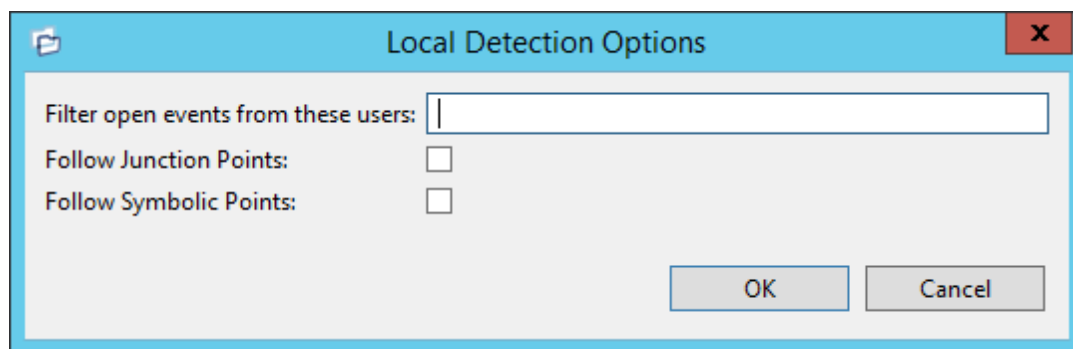 Local Detection Options
x
Filter open events from these users:
Follow Junction Points:
Follow Symbolic Points:
OK Cancel